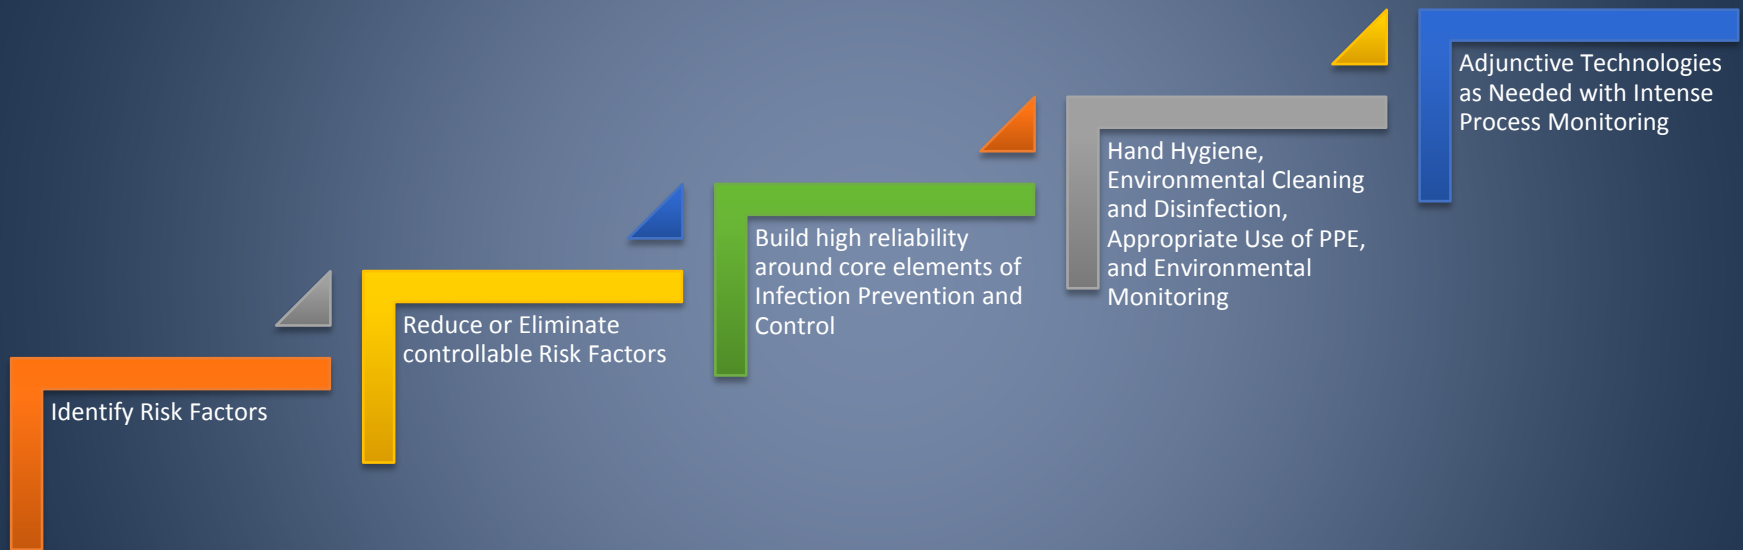 Identify Risk Factors
Reduce or Eliminate
controllable Risk Factors
Build high reliability
around core elements of
Infection Prevention and
Control
Hand Hygiene,
Environmental Cleaning
and Disinfection,
Appropriate Use of PPE,
and Environmental
Monitoring
Adjunctive Technologies
as Needed with Intense
Process Monitoring